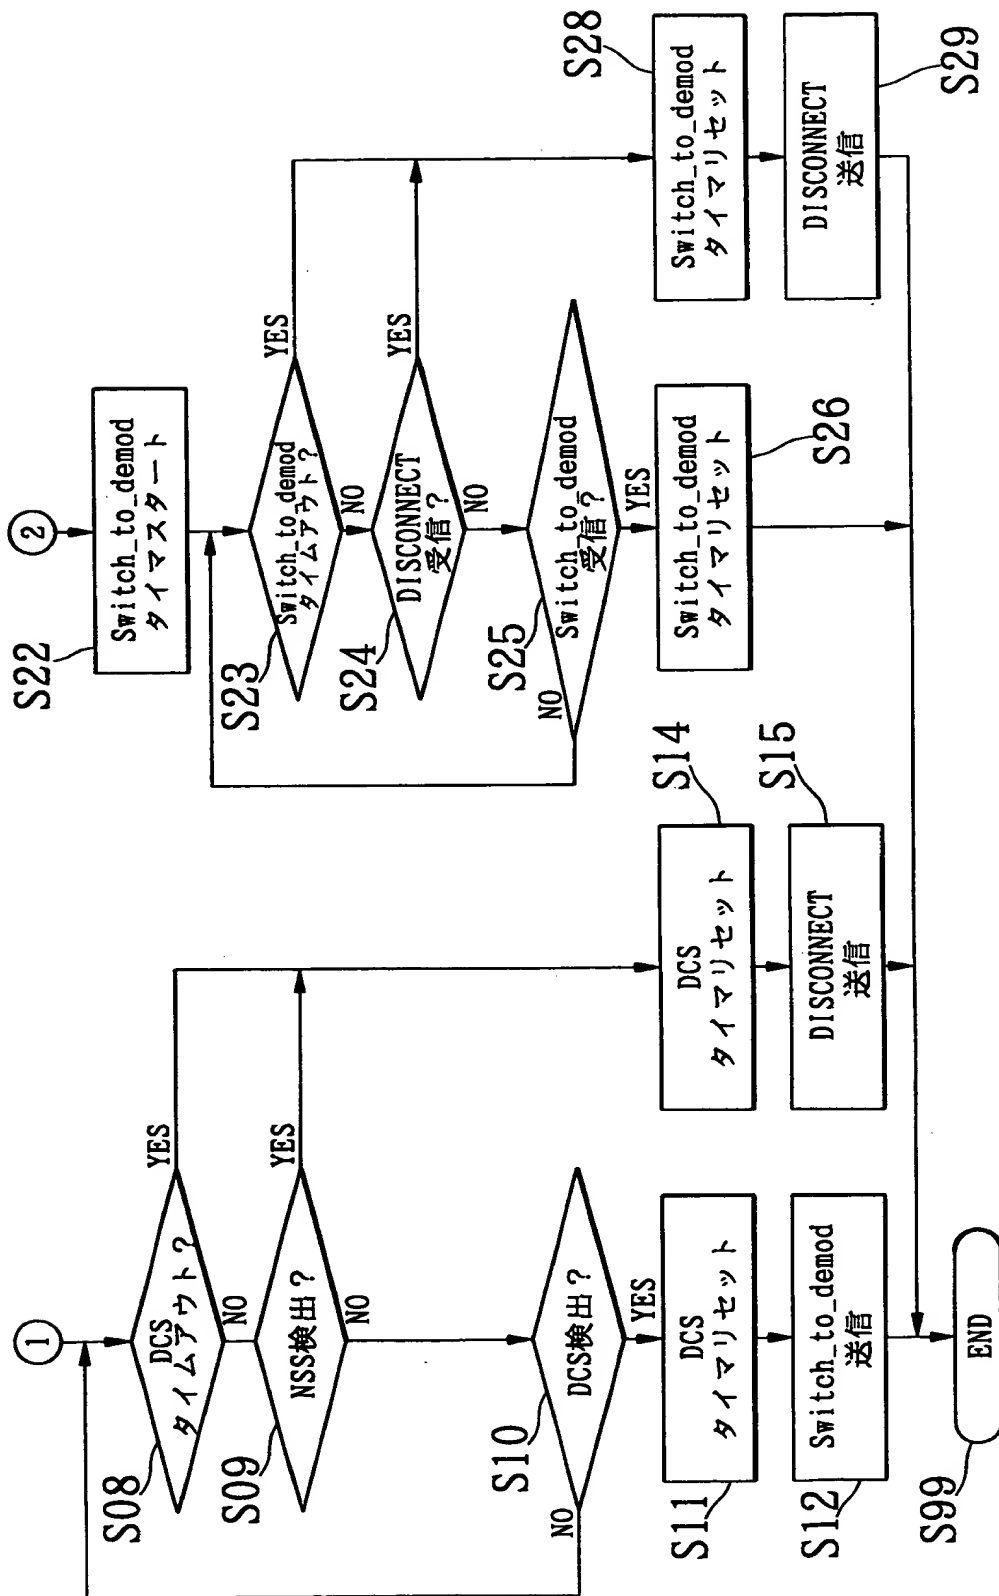 ①
S08
DCS
タイムアウト?
YES
NO
S09
NSS検出?
YES
NO
S10
DCS検出?
NO
YES
S11
DCS
タイマリセット
S12
Switch_to_demod
送信
S14
DCS
タイマリセット
S15
DISCONNECT
送信
S99
END
②
S22
Switch_to_demod
タイマスタート
S23
Switch_to_demod
タイムアウト?
YES
NO
S24
DISCONNECT
受信?
YES
NO
S25
Switch_to_demod
受信?
NO
YES
S26
Switch_to_demod
タイマリセット
S28
Switch_to_demod
タイマリセット
S29
DISCONNECT
送信